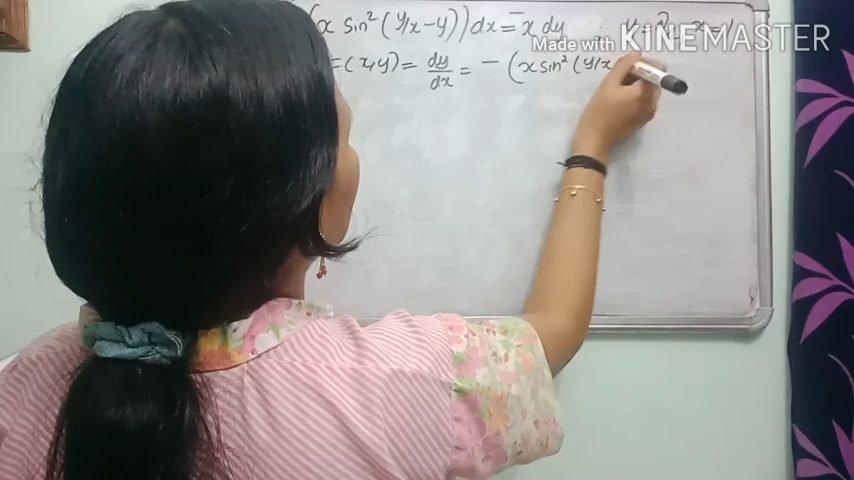 (x sin² (y/x - y)) dx = x dy
Made with KINEMASTER
= (x, y) = dy/dx = - (x sin² (y/x